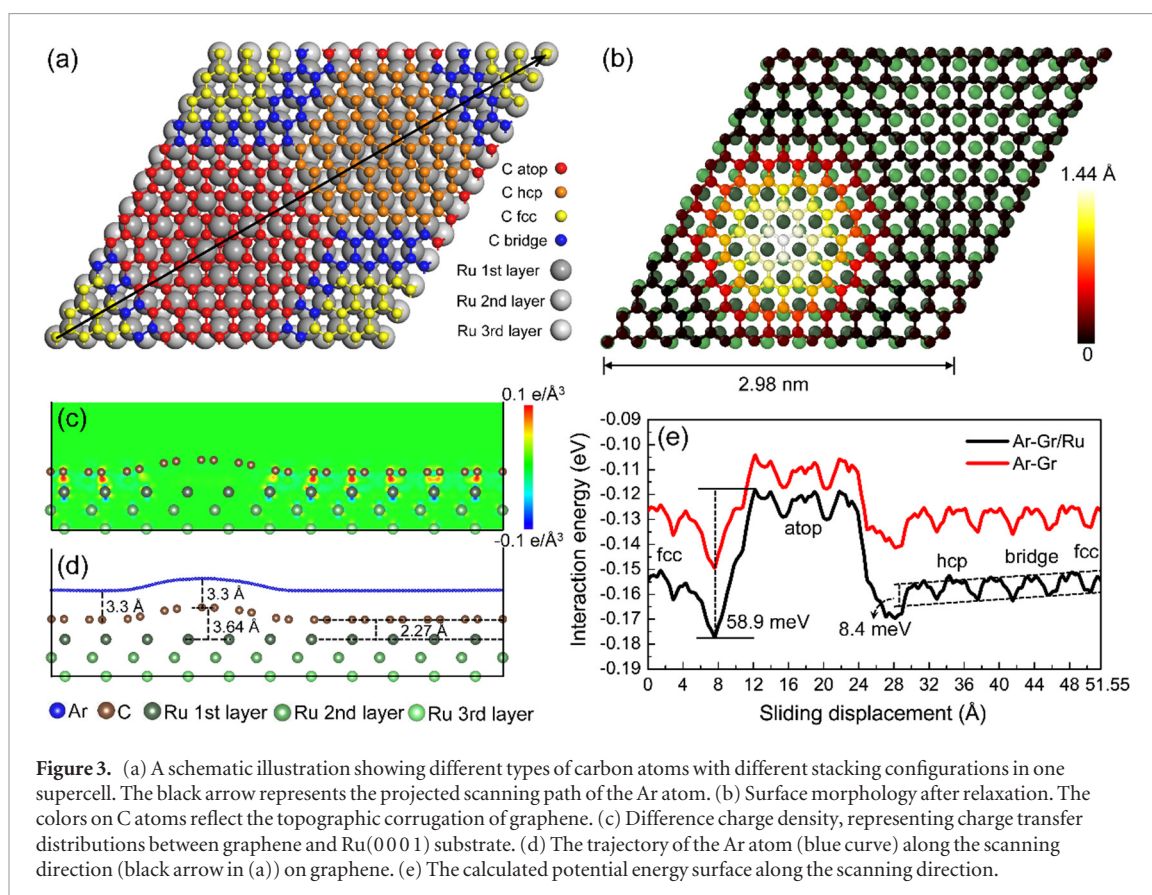 (a)
C atop
C hcp
C fcc
C bridge
Ru 1st layer
Ru 2nd layer
Ru 3rd layer
(b)
1.44 Å
0
2.98 nm
(c)
0.1 e/Å³
-0.1 e/Å³
(d)
3.3 Å
3.3 Å
3.64 Å
2.27 Å
Ar C Ru 1st layer Ru 2nd layer Ru 3rd layer
(e)
Ar-Gr/Ru
Ar-Gr
-0.09
-0.10
-0.11
-0.12
-0.13
-0.15
-0.16
-0.17
-0.18
-0.19
Interaction energy (eV)
fcc
atop
hcp
bridge
fcc
58.9 meV
8.4 meV
0 4 8 12 16 20 24 28 32 36 40 44 48 51.55
Sliding displacement (Å)
Figure 3. (a) A schematic illustration showing different types of carbon atoms with different stacking configurations in one
supercell. The black arrow represents the projected scanning path of the Ar atom. (b) Surface morphology after relaxation. The
colors on C atoms reflect the topographic corrugation of graphene. (c) Difference charge density, representing charge transfer
distributions between graphene and Ru(0 0 0 1) substrate. (d) The trajectory of the Ar atom (blue curve) along the scanning
direction (black arrow in (a)) on graphene. (e) The calculated potential energy surface along the scanning direction.